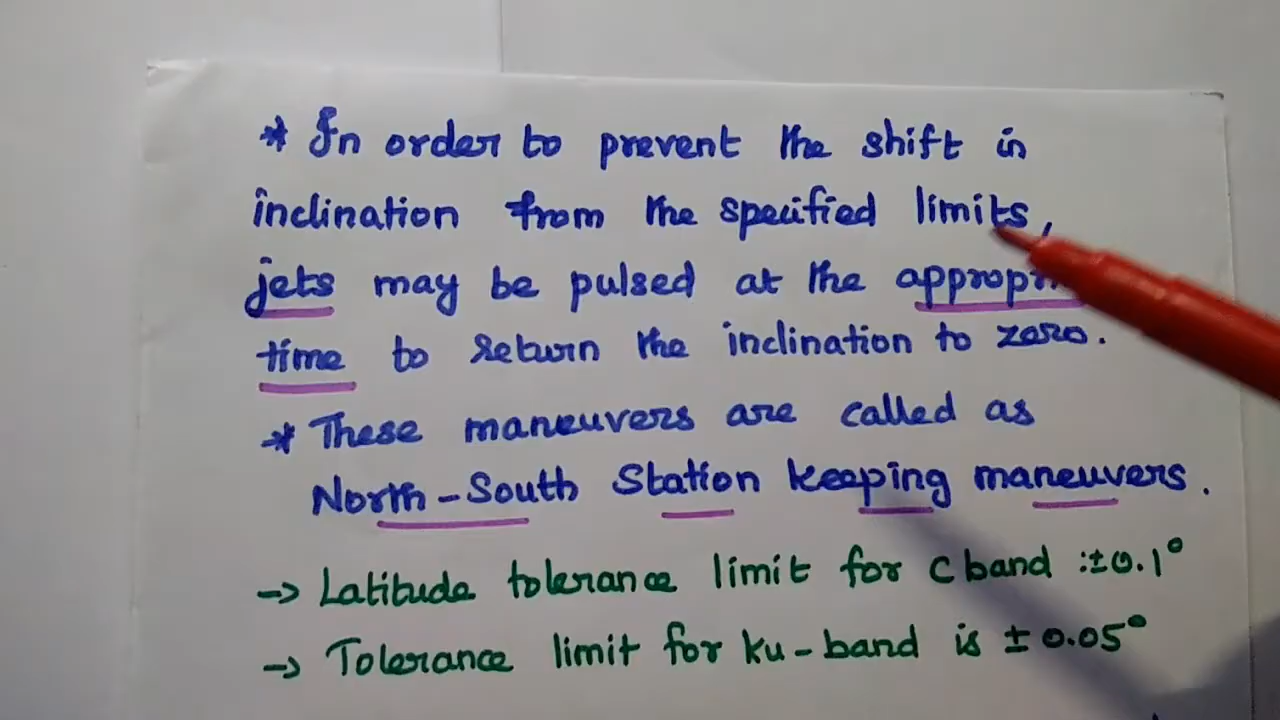 * In order to prevent the shift in
inclination from the specified limits,
jets may be pulsed at the
time to return the inclination to zero.
* These maneuvers are called as
North-South Station keeping maneuvers.
→ Latitude tolerance limit for C band :±0.1°
→ Tolerance limit for ku-band is ± 0.05°